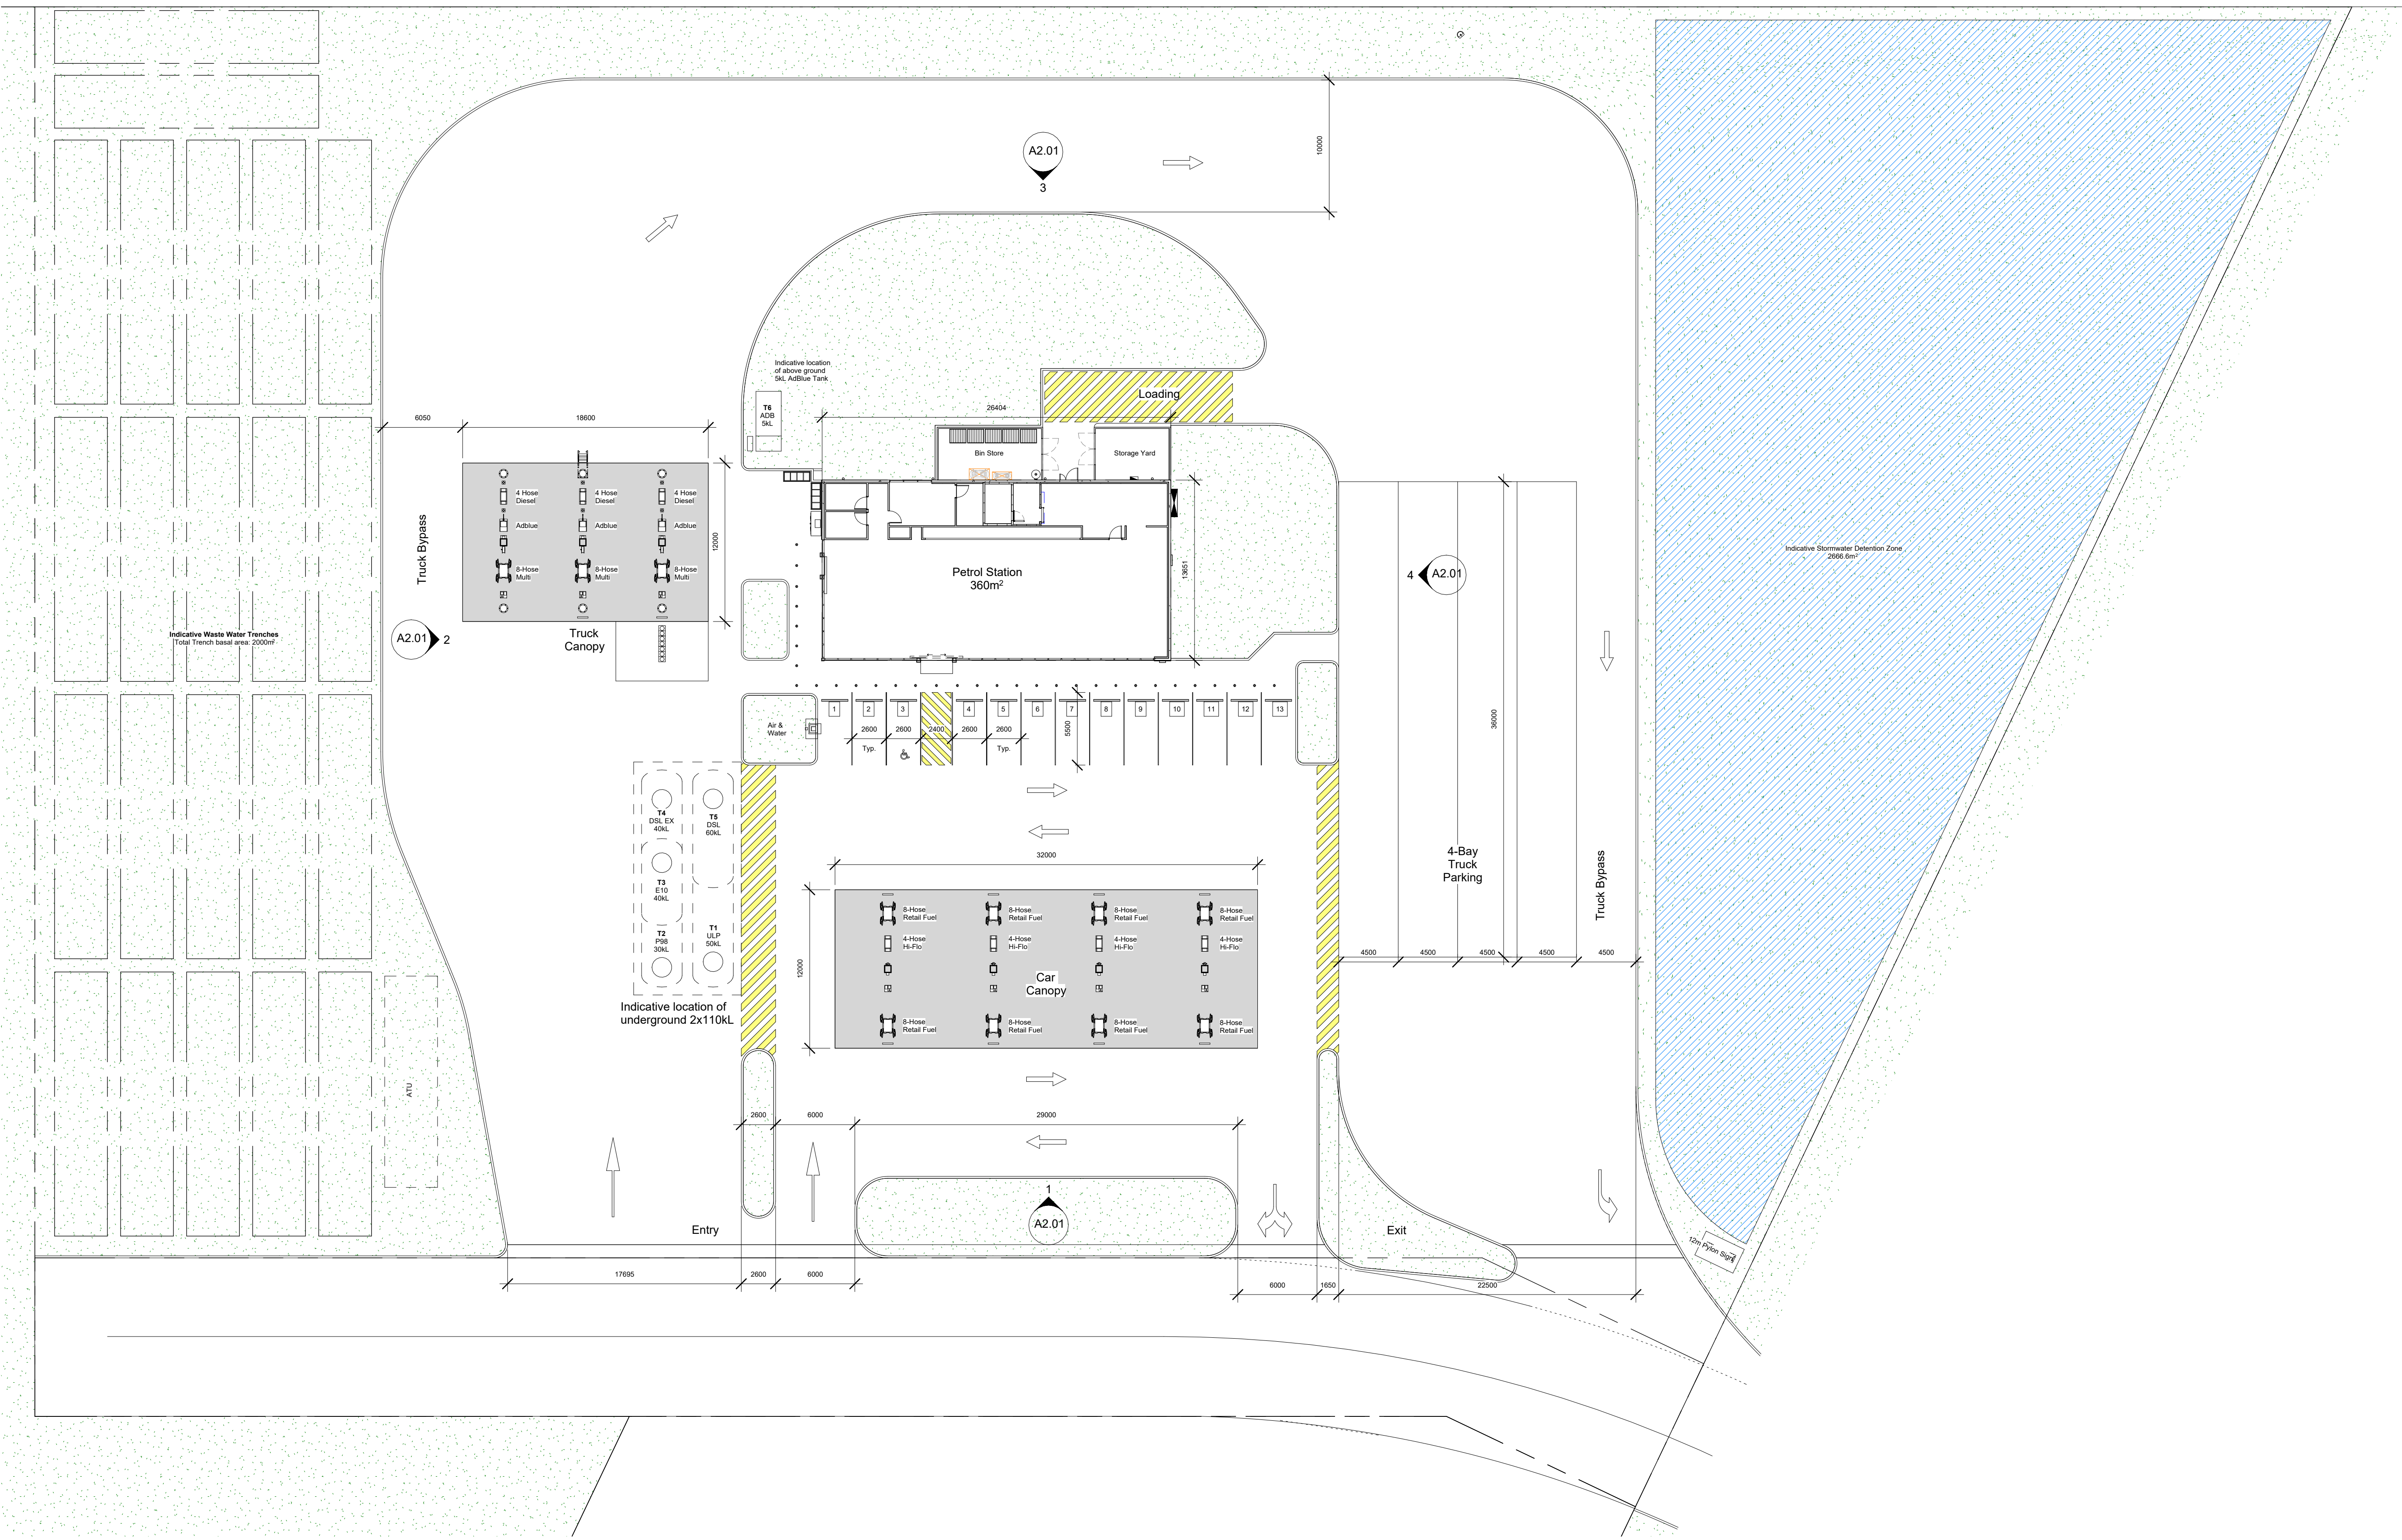 10000
A2.01
3
Indicative location
of above ground
5kL AdBlue Tank
T6
ADB
5kL
Loading
26404
6050
18600
Bin Store
Storage Yard
4 Hose
Diesel
4 Hose
Diesel
4 Hose
Diesel
Adblue
Adblue
Adblue
8-Hose
Multi
8-Hose
Multi
8-Hose
Multi
12000
Truck Bypass
Petrol Station
360m²
13651
4
A2.01
Indicative Stormwater Detention Zone
2666.6m²
Indicative Waste Water Trenches
Total Trench basal area: 2000m²
A2.01
2
Truck
Canopy
Air &
Water
1
2
3
4
5
6
7
8
9
10
11
12
13
2600
2600
2400
2600
2600
Typ.
Typ.
5500
36000
T4
DSL EX
40kL
T5
DSL
60kL
T3
E10
40kL
T2
P98
30kL
T1
ULP
50kL
Indicative location of
underground 2x110kL
32000
12000
8-Hose
Retail Fuel
8-Hose
Retail Fuel
8-Hose
Retail Fuel
8-Hose
Retail Fuel
4-Hose
Hi-Flo
4-Hose
Hi-Flo
4-Hose
Hi-Flo
4-Hose
Hi-Flo
Car
Canopy
8-Hose
Retail Fuel
8-Hose
Retail Fuel
8-Hose
Retail Fuel
8-Hose
Retail Fuel
4-Bay
Truck
Parking
Truck Bypass
4500
4500
4500
4500
4500
ATU
2600
6000
29000
1
A2.01
Entry
Exit
12m Pylon Sign
17695
2600
6000
6000
1650
22500